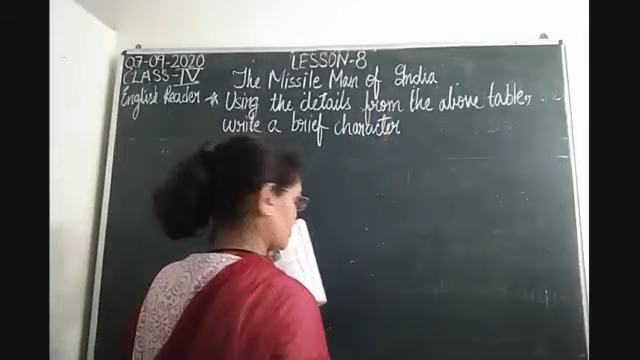 07-09-2020 LESSON-8
CLASS-IV The Missile Man of India
English Reader * Using the details from the above table,
write a brief character